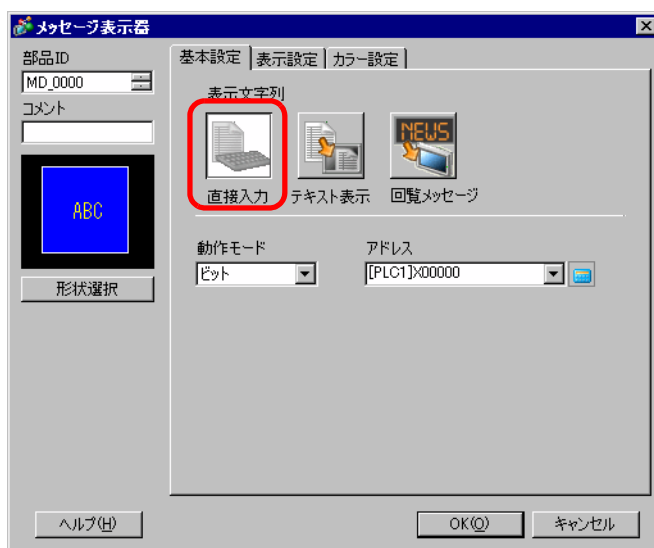 メッセージ表示器
部品ID
MD_0000
コメント
ABC
形状選択
基本設定 表示設定 カラー設定
表示文字列
NEWS
直接入力 テキスト表示 回覧メッセージ
動作モード アドレス
ビット [PLC1]X00000
ヘルプ(H) OK(O) キャンセル